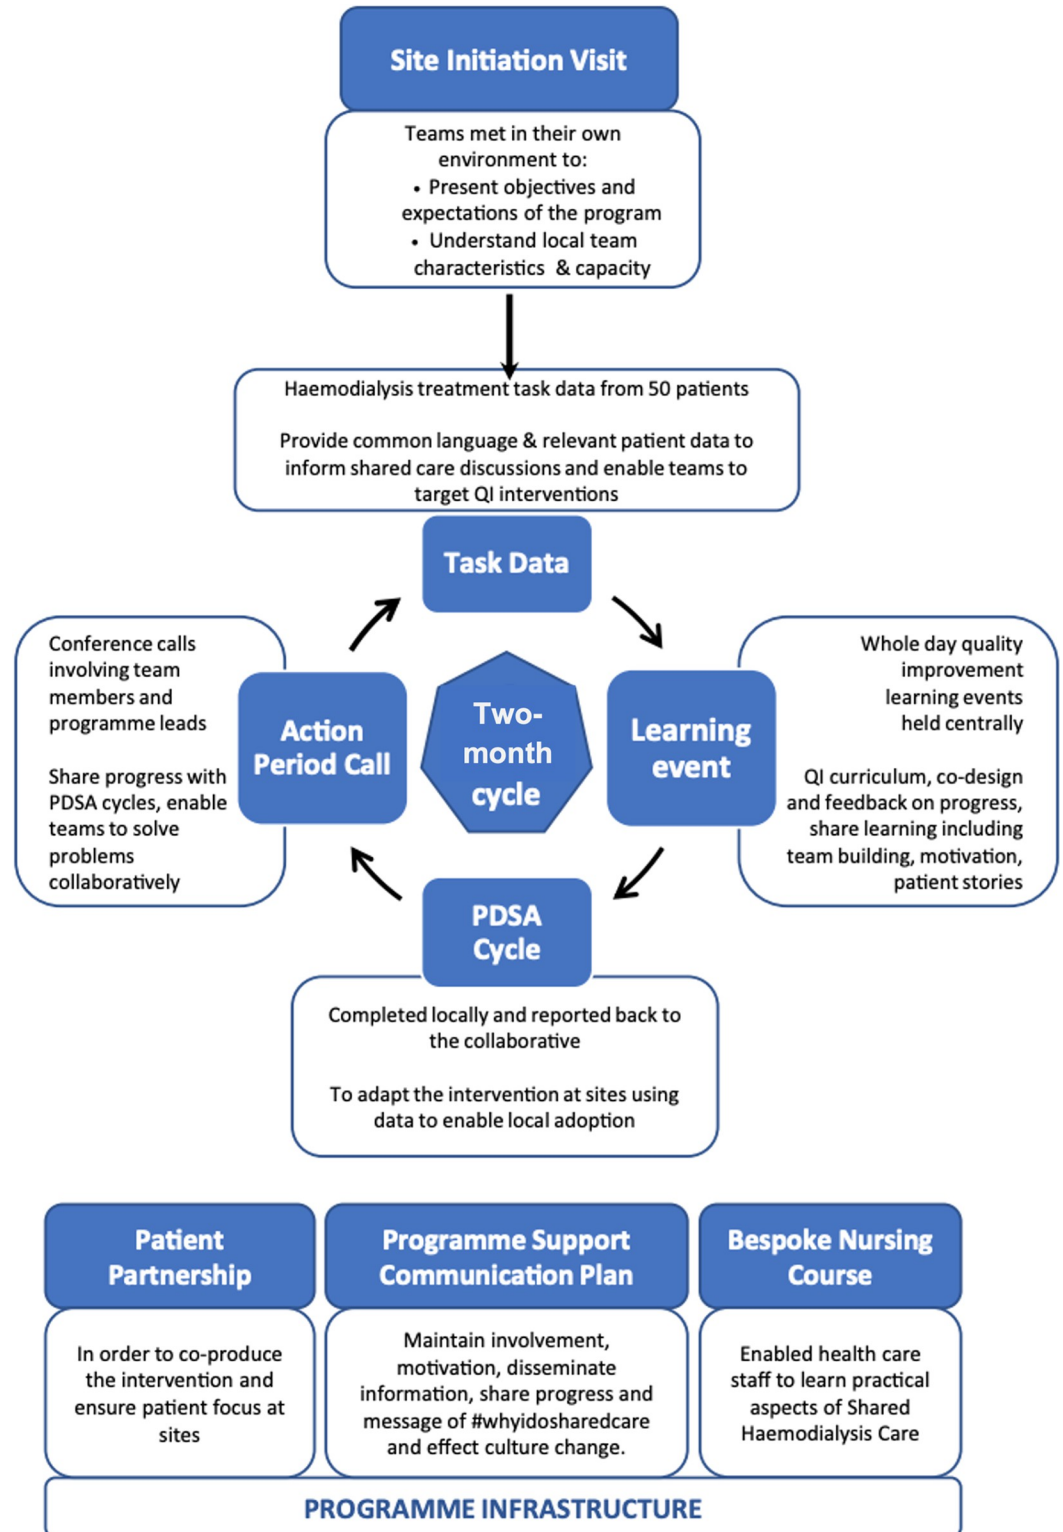 Site Initiation Visit
Teams met in their own
environment to:
• Present objectives and
expectations of the program
• Understand local team
characteristics & capacity
Haemodialysis treatment task data from 50 patients
Provide common language & relevant patient data to
inform shared care discussions and enable teams to
target QI interventions
Task Data
Conference calls
involving team
members and
programme leads
Share progress with
PDSA cycles, enable
teams to solve
problems
collaboratively
Action
Period Call
Two-
month
cycle
Learning
event
Whole day quality
improvement
learning events
held centrally
QI curriculum, co-design
and feedback on progress,
share learning including
team building, motivation,
patient stories
PDSA
Cycle
Completed locally and reported back to
the collaborative
To adapt the intervention at sites using
data to enable local adoption
Patient
Partnership
In order to co-produce
the intervention and
ensure patient focus at
sites
Programme Support
Communication Plan
Maintain involvement,
motivation, disseminate
information, share progress and
message of #whyidosharedcare
and effect culture change.
Bespoke Nursing
Course
Enabled health care
staff to learn practical
aspects of Shared
Haemodialysis Care
PROGRAMME INFRASTRUCTURE